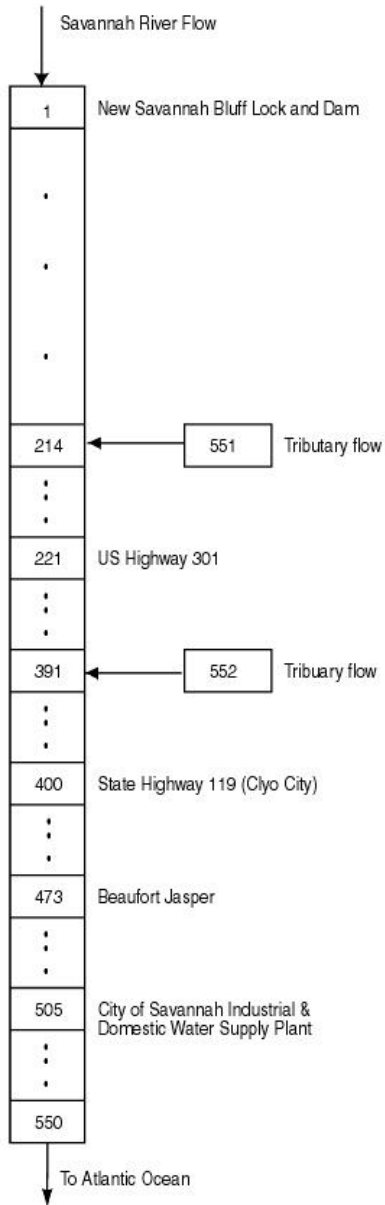 Savannah River Flow
1 New Savannah Bluff Lock and Dam
214 551 Tributary flow
221 US Highway 301
391 552 Tribuary flow
400 State Highway 119 (Clyo City)
473 Beaufort Jasper
505 City of Savannah Industrial &
Domestic Water Supply Plant
550
To Atlantic Ocean